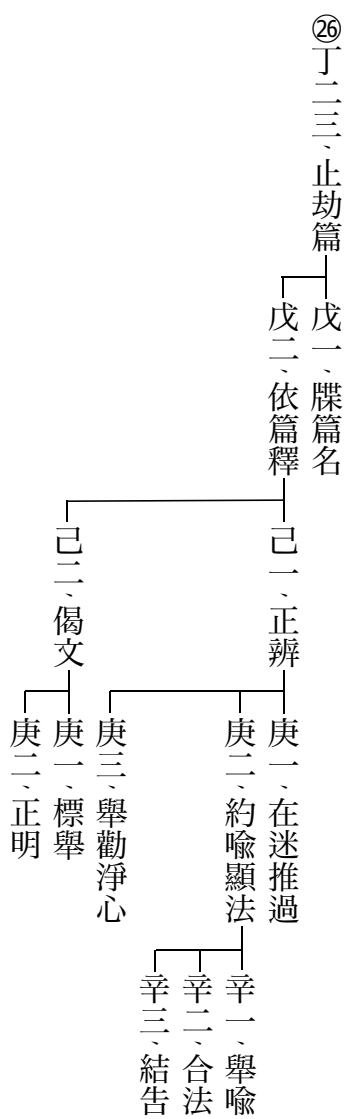 ㉖丁二三、止劫篇
戊一、牒篇名
戊二、依篇釋
己一、正辨
庚一、在迷推過
庚二、約喻顯法
辛一、舉喻
辛二、合法
辛三、結告
庚三、舉勸淨心
己二、偈文
庚一、標舉
庚二、正明